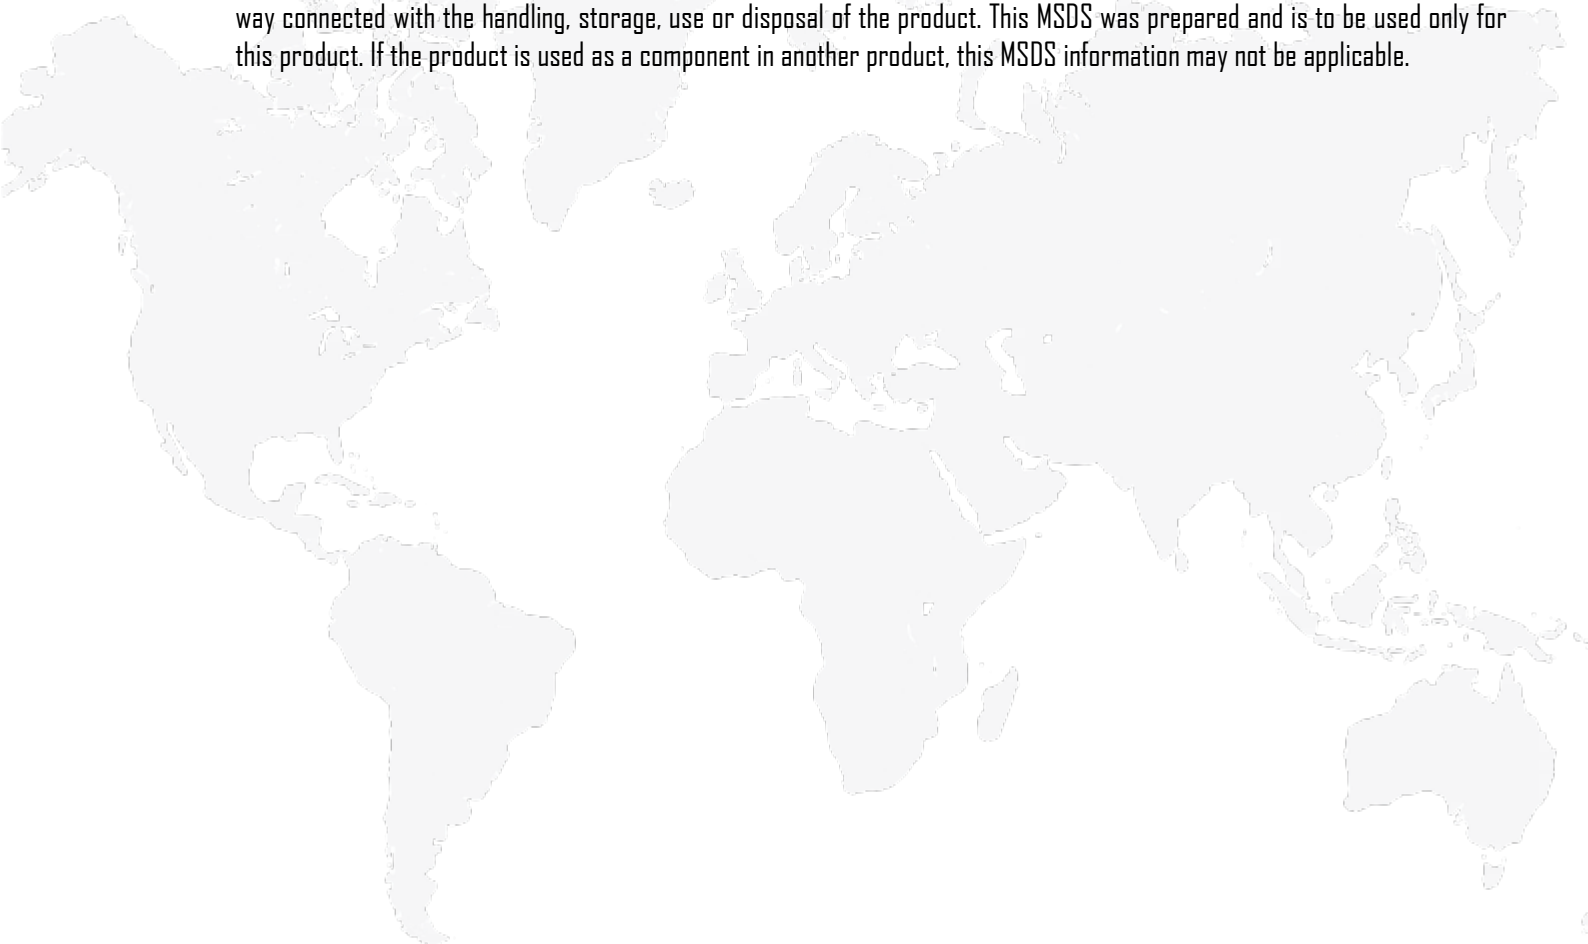 way connected with the handling, storage, use or disposal of the product. This MSDS was prepared and is to be used only for
this product. If the product is used as a component in another product, this MSDS information may not be applicable.